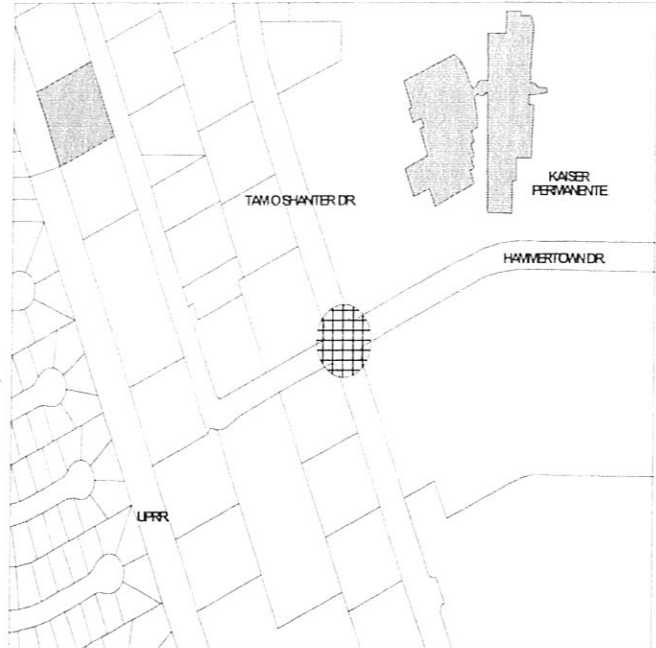 KAISER
PERMANENTE
TAM O SHANTER DR.
HAMMERTOWN DR.
UPRR